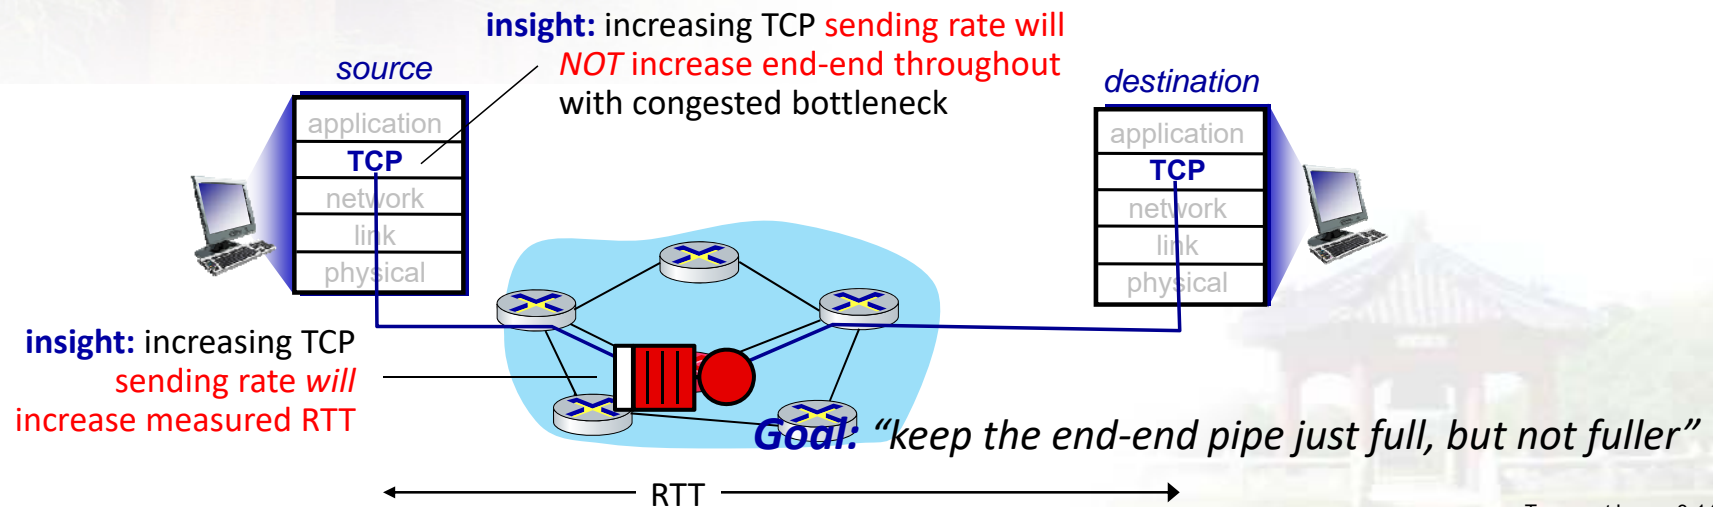 insight: increasing TCP sending rate will
NOT increase end-end throughout
with congested bottleneck
source
application
TCP
network
link
physical
destination
application
TCP
network
link
physical
insight: increasing TCP
sending rate will
increase measured RTT
Goal: “keep the end-end pipe just full, but not fuller”
RTT